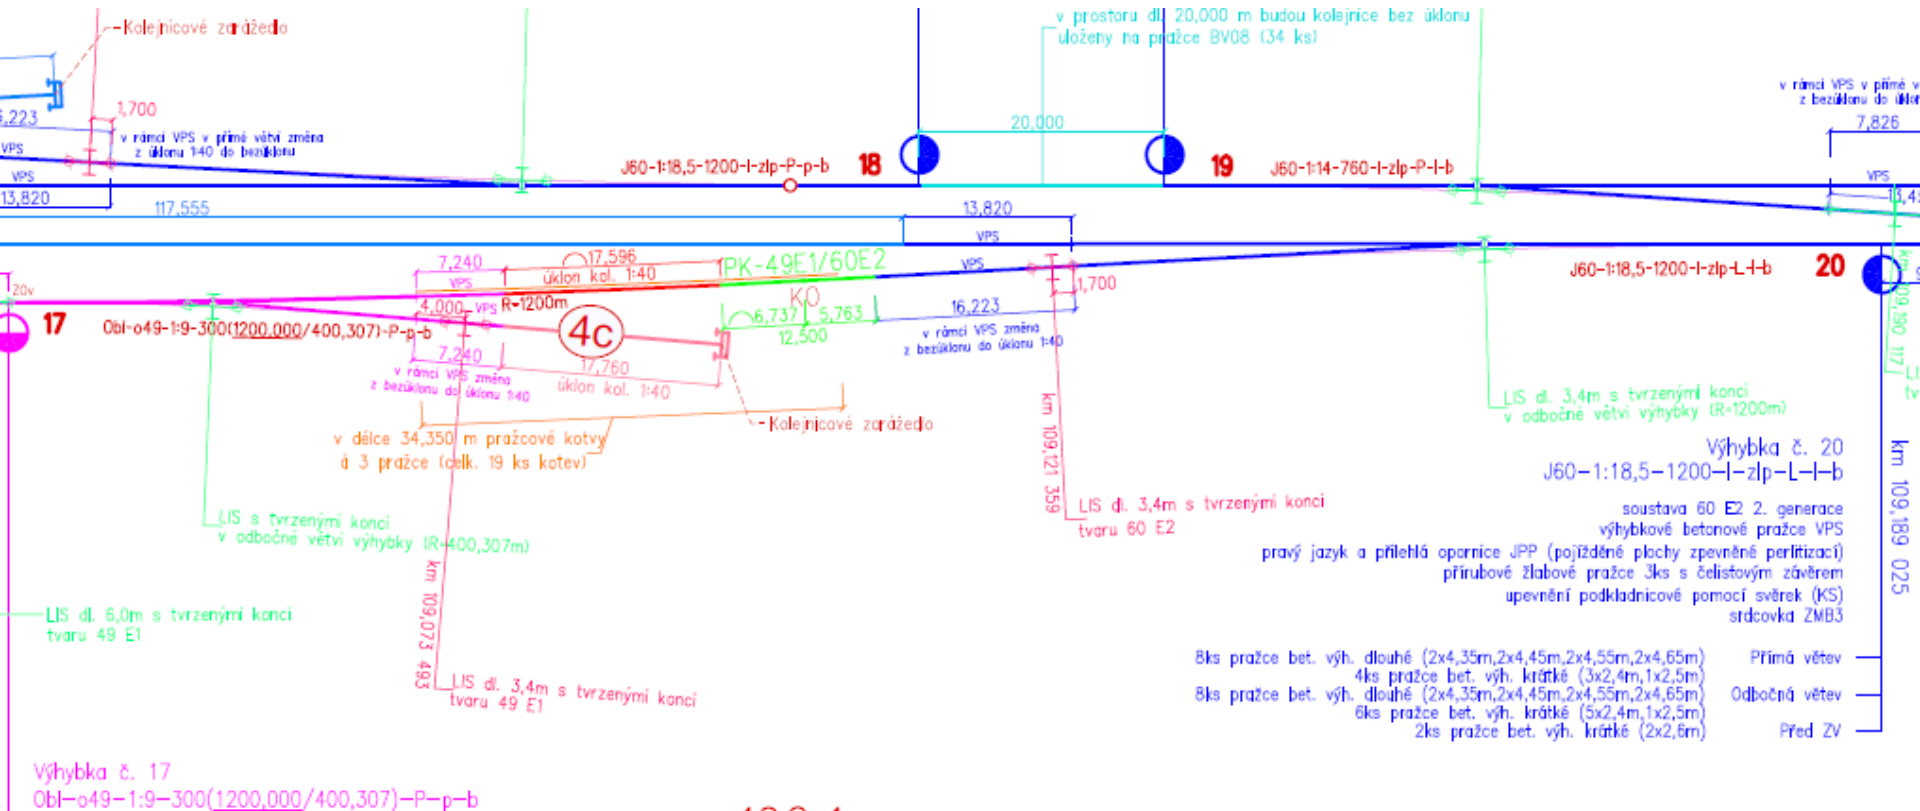 Kolejnicové zarážedlo
v prostoru dl. 20,000 m budou kolejnice bez úklonu
uloženy na pražce BV08 (34 ks)
1,700
v rámci VPS v přímé větvi změna
z úklonu 1:40 do bezúklonu
VPS
VPS
13,820
117,555
J60-1:18,5-1200-I-zlp-P-p-b
18
20,000
19
J60-1:14-760-I-zlp-P-l-b
7,826
VPS
13,820
VPS
VPS
7,240
VPS
17,596
úklon kol. 1:40
PK-49E1/60E2
KO
R=1200m
4,000
VPS
4c
6,737
5,763
12,500
16,223
1,700
v rámci VPS změna
z bezúklonu do úklonu 1:40
J60-1:18,5-1200-I-zlp-L-l-b
20
17
Obl-o49-1:9-300(1200,000/400,307)-P-p-b
7,240
v rámci VPS změna
z bezúklonu do úklonu 1:40
17,760
úklon kol. 1:40
Kolejnicové zarážedlo
v délce 34,350 m pražcové kotvy
á 3 pražce (celk. 19 ks kotev)
km 109,121 359
LIS dl. 3,4m s tvrzenými konci
v odbočné větvi výhybky (R=1200m)
km 109,190 117
Výhybka č. 20
J60-1:18,5-1200-I-zlp-L-l-b
km 109,189 025
LIS s tvrzenými konci
v odbočné větvi výhybky (R=400,307m)
LIS dl. 3,4m s tvrzenými konci
tvaru 60 E2
soustava 60 E2 2. generace
výhybkové betonové pražce VPS
pravý jazyk a přilehlá opornice JPP (pojížděné plochy zpevněné perlitizací)
přírubové žlabové pražce 3ks s čelisťovým závěrem
upevnění podkladnicové pomocí svěrek (KS)
srdcovka ZMB3
km 109,073 493
LIS dl. 6,0m s tvrzenými konci
tvaru 49 E1
LIS dl. 3,4m s tvrzenými konci
tvaru 49 E1
8ks pražce bet. výh. dlouhé (2x4,35m,2x4,45m,2x4,55m,2x4,65m) Přímá větev
4ks pražce bet. výh. krátké (3x2,4m,1x2,5m)
8ks pražce bet. výh. dlouhé (2x4,35m,2x4,45m,2x4,55m,2x4,65m) Odbočná větev
6ks pražce bet. výh. krátké (5x2,4m,1x2,5m)
2ks pražce bet. výh. krátké (2x2,6m) Před ZV
Výhybka č. 17
Obl-o49-1:9-300(1200,000/400,307)-P-p-b